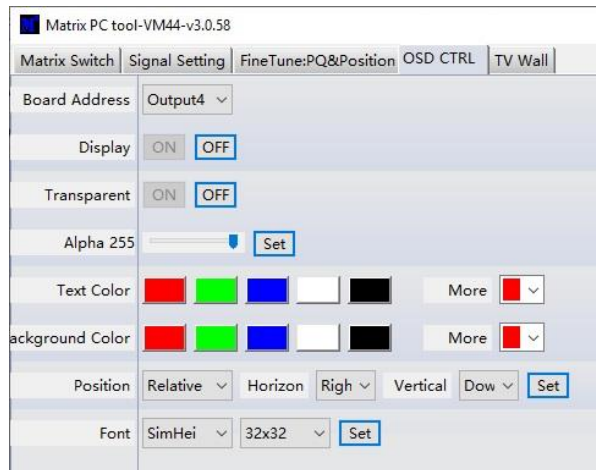 Matrix PC tool-VM44-v3.0.58
Matrix Switch Signal Setting FineTune:PQ&Position OSD CTRL TV Wall
Board Address Output4
Display ON OFF
Transparent ON OFF
Alpha 255 Set
Text Color More
ackground Color More
Position Relative Horizon Righ Vertical Dow Set
Font SimHei 32x32 Set